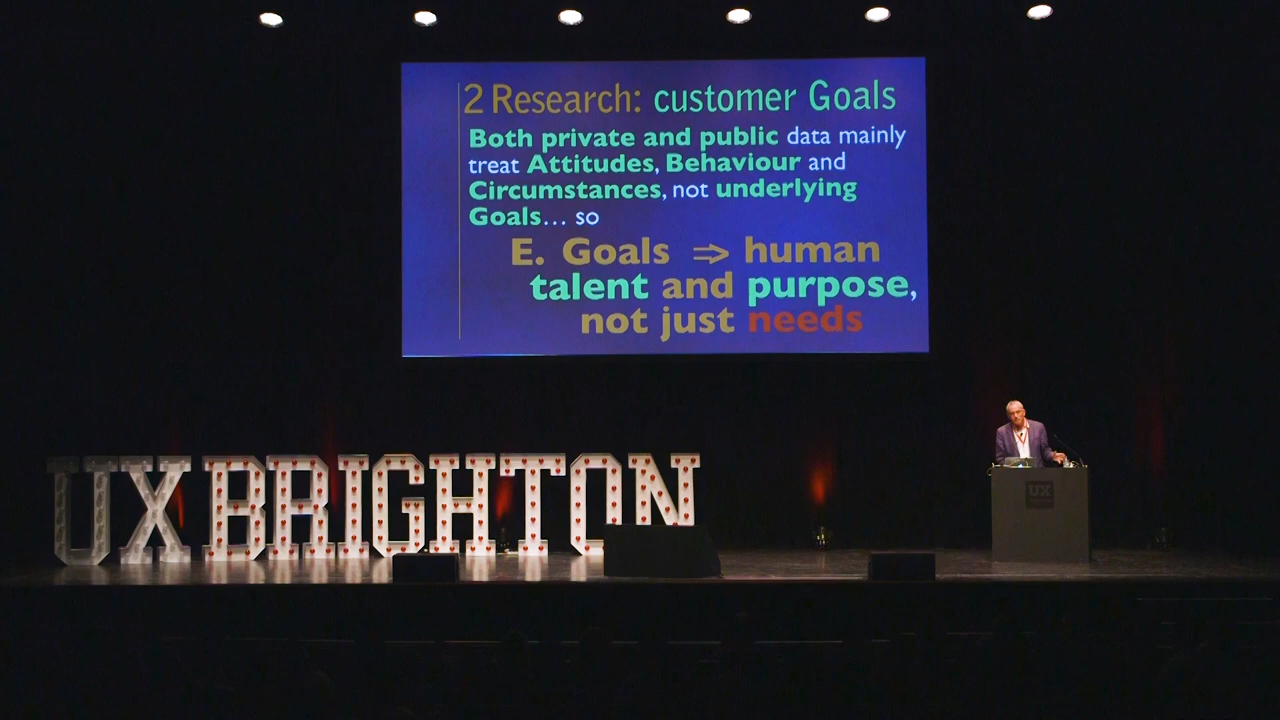 2 Research: customer Goals
Both private and public data mainly
treat Attitudes, Behaviour and
Circumstances, not underlying
Goals... so
E. Goals ⇒ human
talent and purpose,
not just needs
UX BRIGHTON
UX